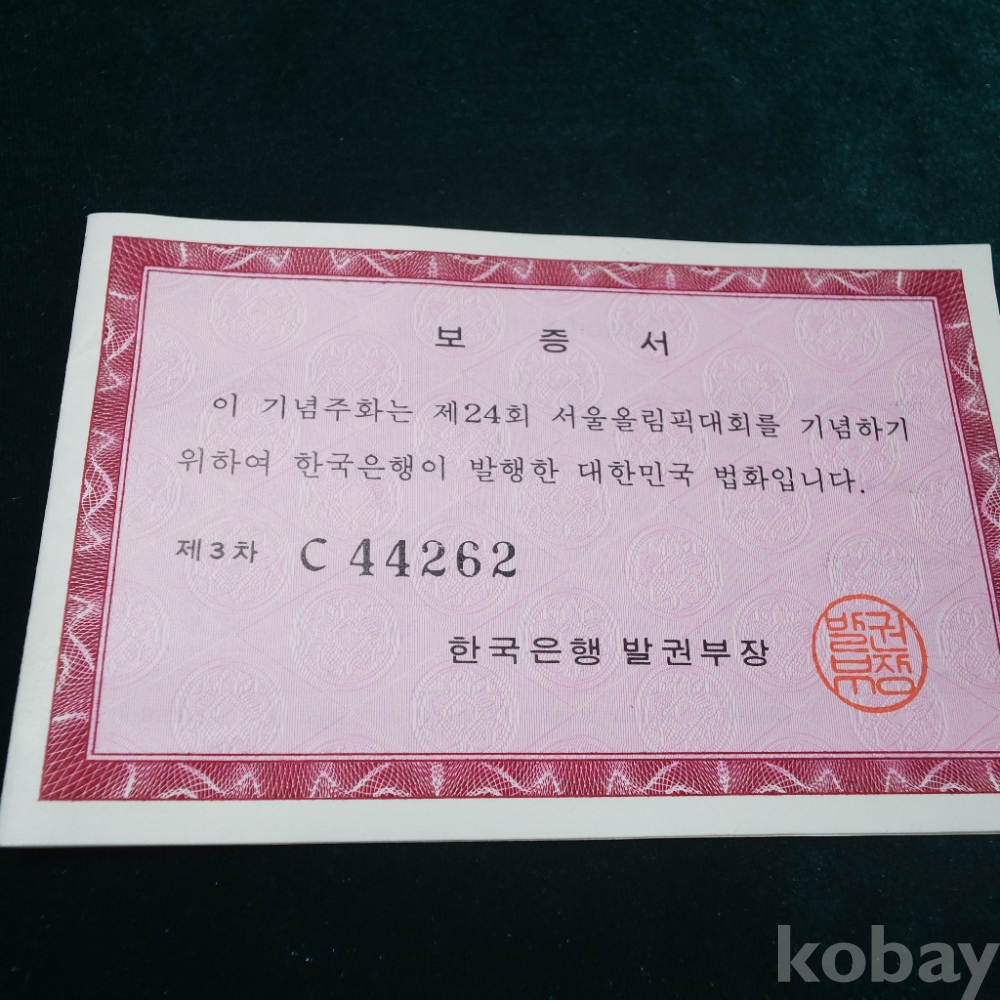 보 증 서
이 기념주화는 제24회 서울올림픽대회를 기념하기
위하여 한국은행이 발행한 대한민국 법화입니다.
제3차 C 44262
한국은행 발권부장
발권
부장
kobay